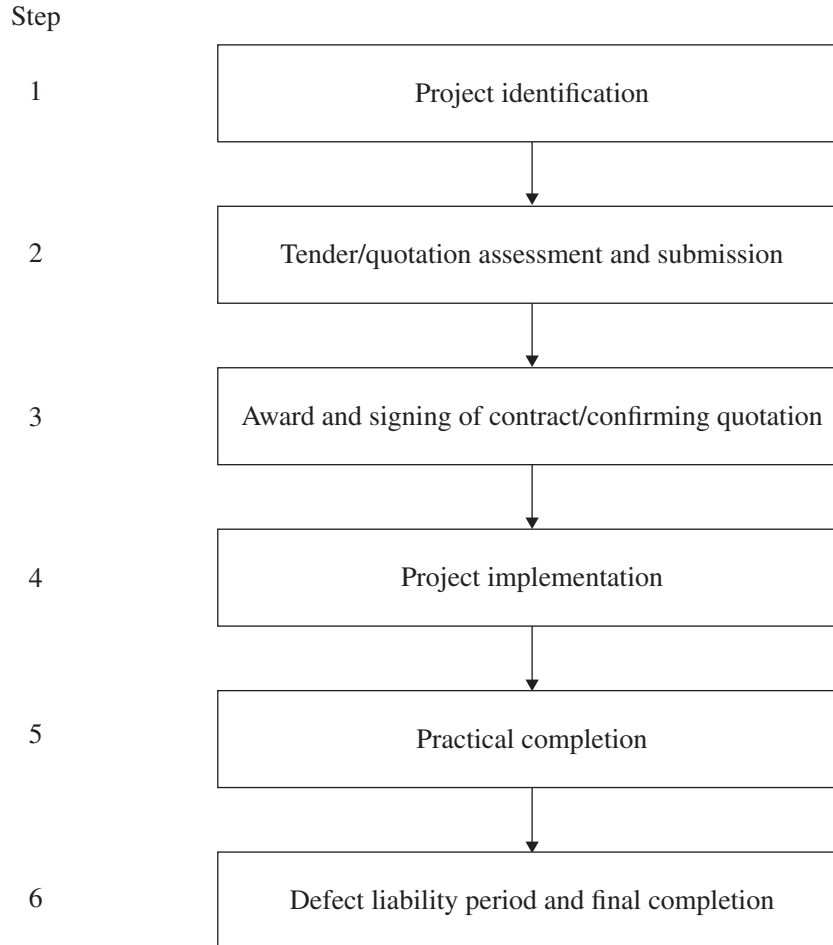 Step
1
Project identification
2
Tender/quotation assessment and submission
3
Award and signing of contract/confirming quotation
4
Project implementation
5
Practical completion
6
Defect liability period and final completion